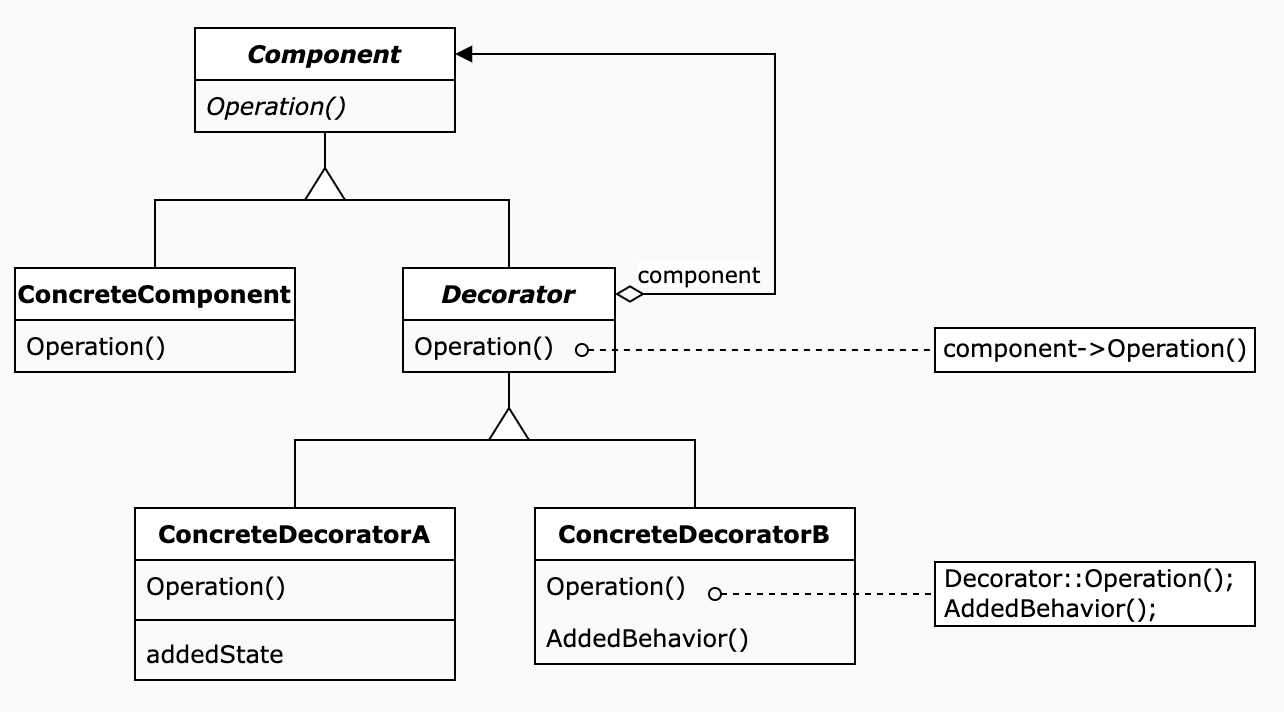 Component
Operation()
component
ConcreteComponent
Operation()
Decorator
Operation()
component->Operation()
ConcreteDecoratorA
Operation()
addedState
ConcreteDecoratorB
Operation()
AddedBehavior()
Decorator::Operation();
AddedBehavior();